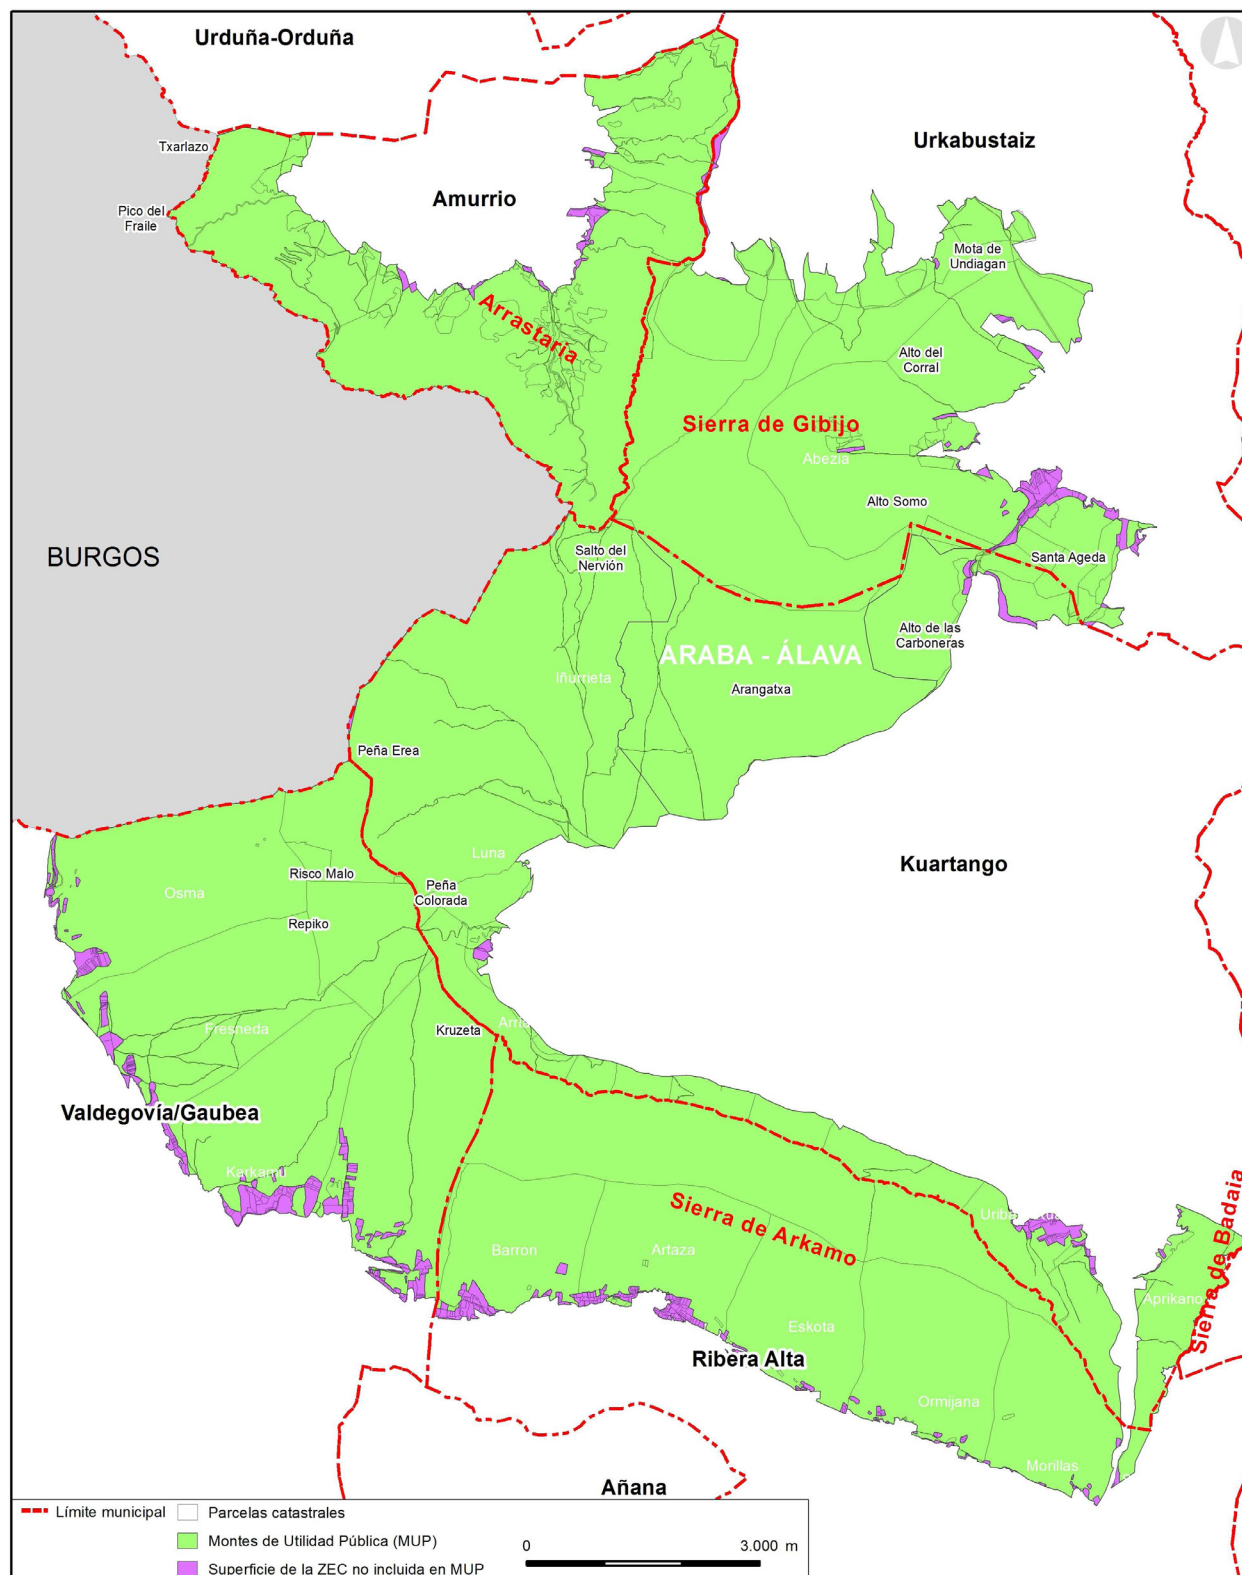 Urduña-Orduña
Txarlazo
Urkabustaiz
Amurrio
Pico del
Fraile
Mota de
Undiagan
Arrastaria
Alto del
Corral
Sierra de Gibijo
Abezia
Alto Somo
BURGOS
Salto del
Nervión
Santa Ageda
Alto de las
Carboneras
ARABA - ÁLAVA
Iñurrieta
Arangatxa
Peña Erea
Luna
Kuartango
Risco Malo
Osma
Peña
Colorada
Repiko
Fresneda
Kruzeta
Valdegovía/Gaubea
Karkamu
Sierra de Arkamo
Sierra de Badaia
Barron
Artaza
Aprikano
Eskota
Ribera Alta
Ormijana
Morillas
Añana
Límite municipal
Parcelas catastrales
Montes de Utilidad Pública (MUP)
Superficie de la ZEC no incluida en MUP
0 3.000 m